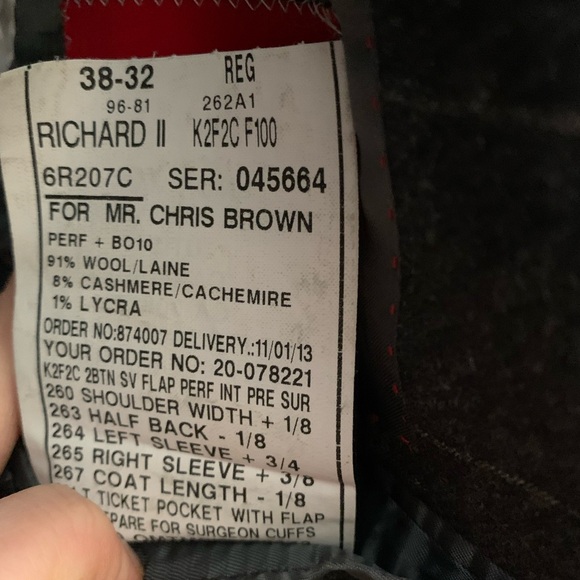 38-32 REG
96-81 262A1
RICHARD II K2F2C F100
6R207C SER: 045664
FOR MR. CHRIS BROWN
PERF + BO10
91% WOOL/LAINE
8% CASHMERE/CACHEMIRE
1% LYCRA
ORDER NO:874007 DELIVERY.:11/01/13
YOUR ORDER NO: 20-078221
K2F2C 2BTN SV FLAP PERF INT PRE SUR
260 SHOULDER WIDTH + 1/8
263 HALF BACK - 1/8
264 LEFT SLEEVE + 3/4
265 RIGHT SLEEVE + 3/8
267 COAT LENGTH - 1/8
TICKET POCKET WITH FLAP
FOR SURGEON CUFFS